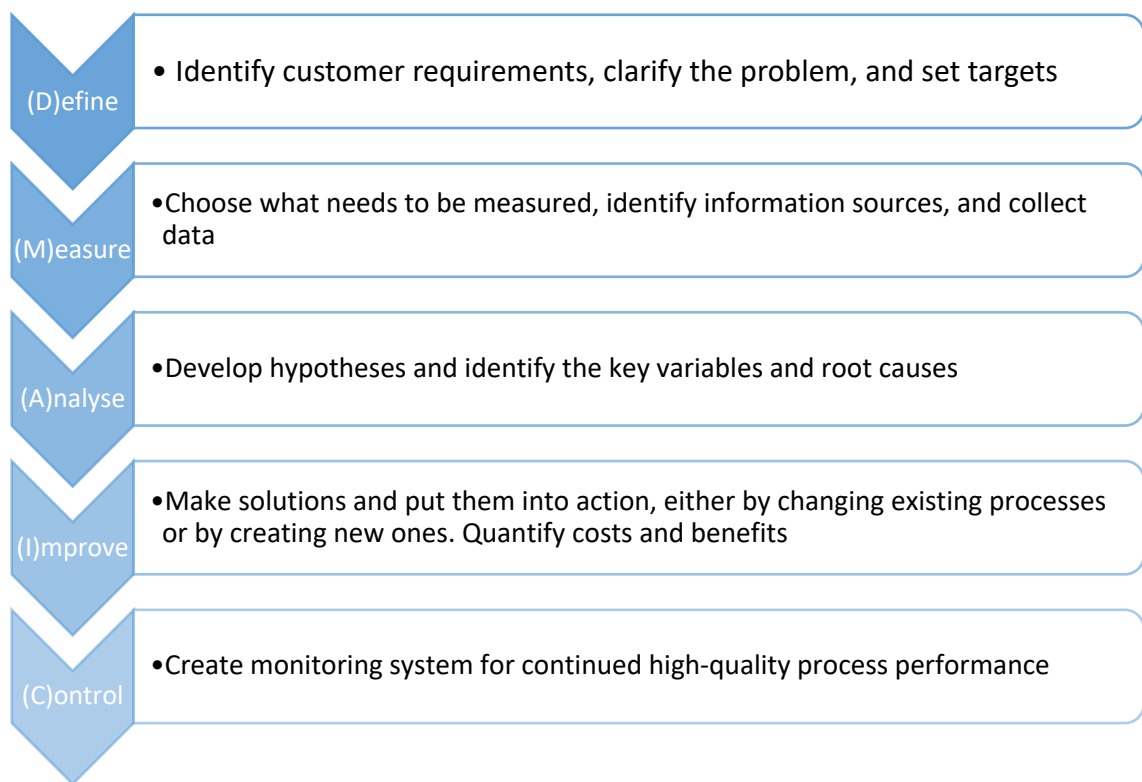 (D)efine
• Identify customer requirements, clarify the problem, and set targets
(M)easure
•Choose what needs to be measured, identify information sources, and collect
data
(A)nalyse
•Develop hypotheses and identify the key variables and root causes
(I)mprove
•Make solutions and put them into action, either by changing existing processes
or by creating new ones. Quantify costs and benefits
(C)ontrol
•Create monitoring system for continued high-quality process performance